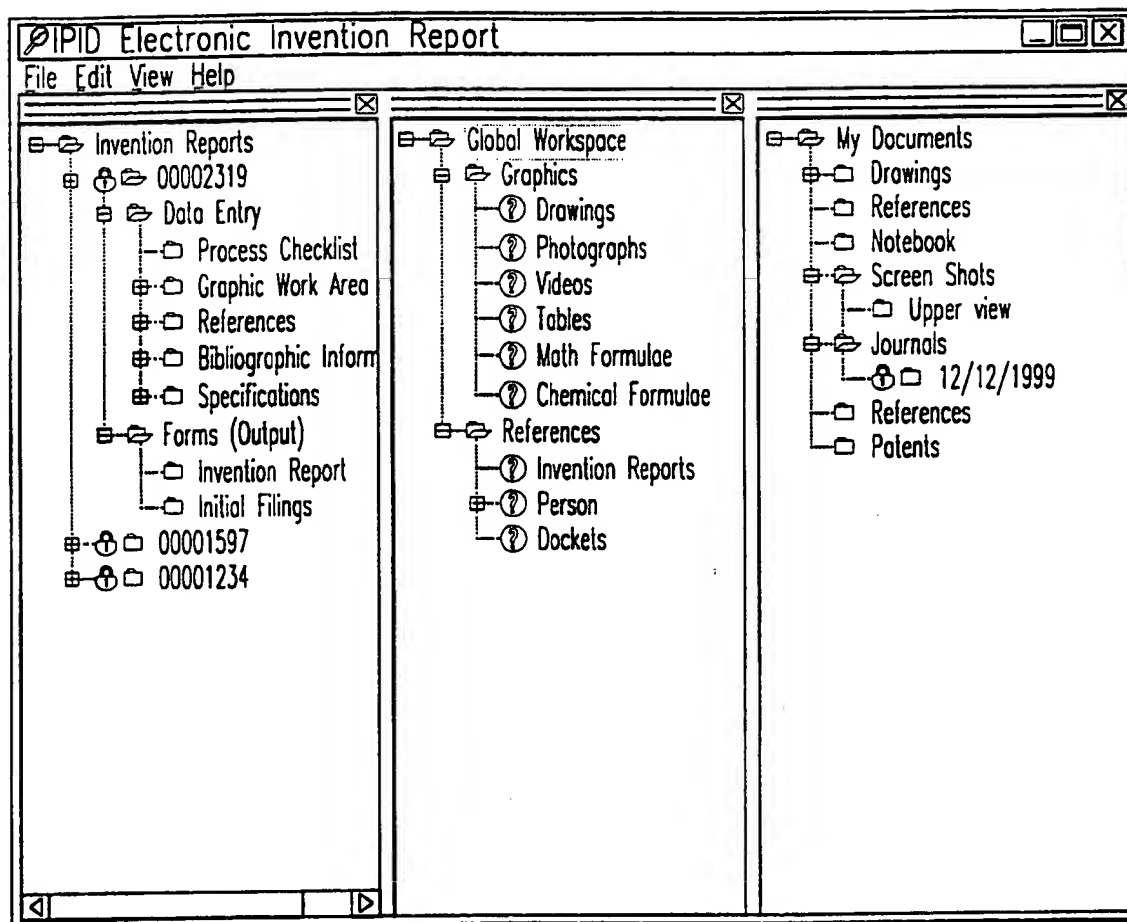 IPID Electronic Invention Report
File Edit View Help
Invention Reports
00002319
Data Entry
Process Checklist
Graphic Work Area
References
Bibliographic Inform
Specifications
Forms (Output)
Invention Report
Initial Filings
00001597
00001234
Global Workspace
Graphics
Drawings
Photographs
Videos
Tables
Math Formulae
Chemical Formulae
References
Invention Reports
Person
Dockets
My Documents
Drawings
References
Notebook
Screen Shots
Upper view
Journals
12/12/1999
References
Patents